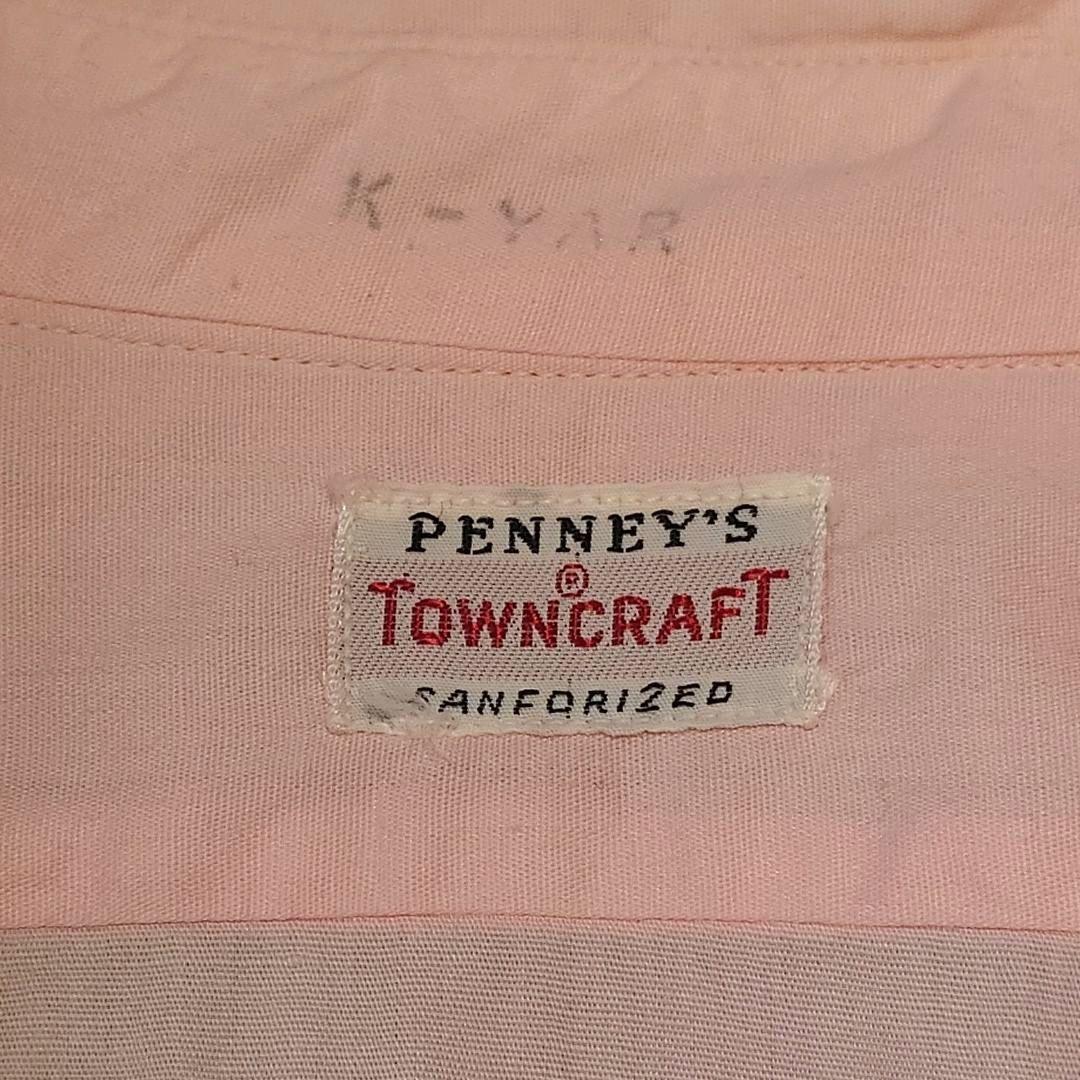 K-YAR
PENNEY'S
®
TOWNCRAFT
SANFORIZED